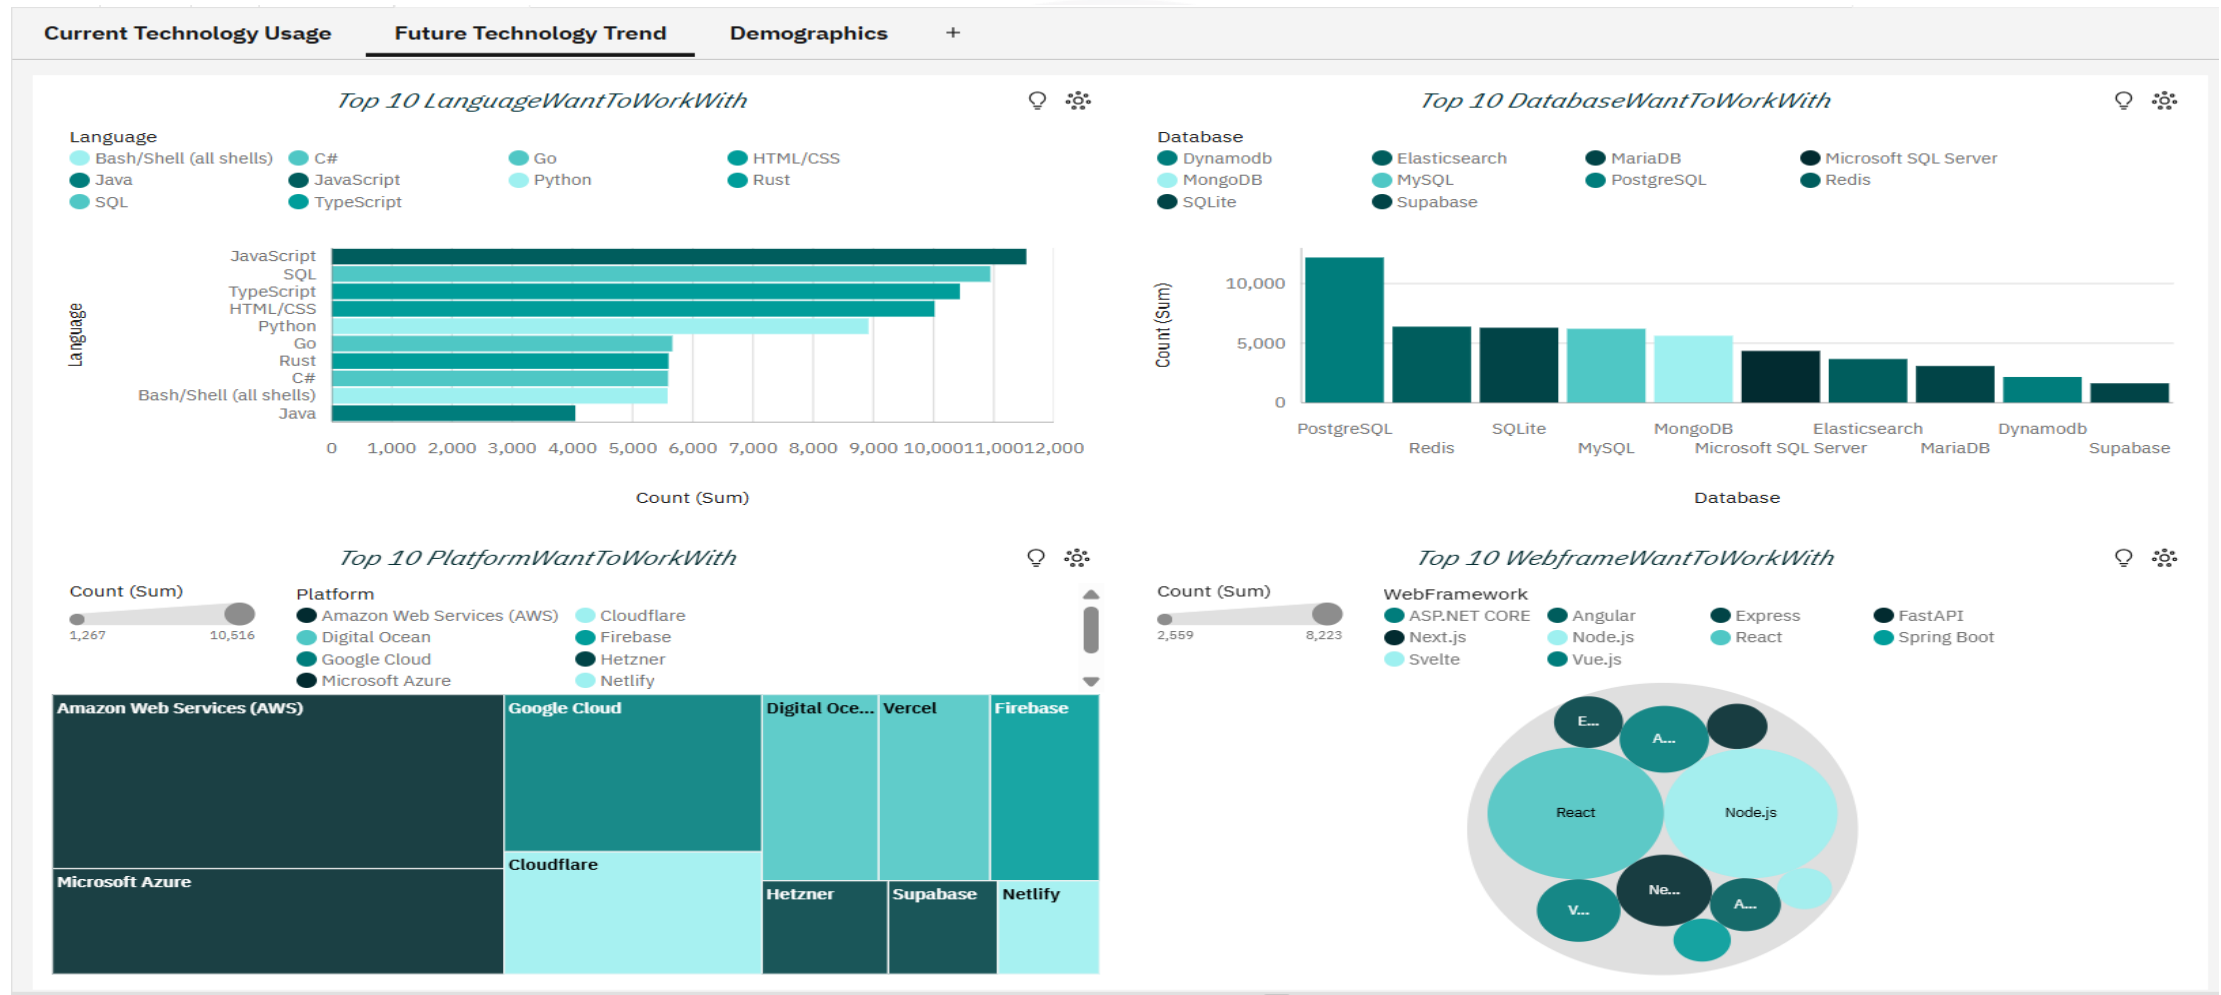 Current Technology Usage Future Technology Trend Demographics +
Top 10 LanguageWantToWorkWith
Language
Bash/Shell (all shells) C# Go HTML/CSS
Java JavaScript Python Rust
SQL TypeScript
JavaScript
SQL
TypeScript
HTML/CSS
Python
Go
Rust
C#
Bash/Shell (all shells)
Java
Language
0 1,000 2,000 3,000 4,000 5,000 6,000 7,000 8,000 9,000 10,000 11,000 12,000
Count (Sum)
Top 10 DatabaseWantToWorkWith
Database
Dynamodb Elasticsearch MariaDB Microsoft SQL Server
MongoDB MySQL PostgreSQL Redis
SQLite Supabase
Count (Sum)
10,000
5,000
0
PostgreSQL SQLite MongoDB Elasticsearch Dynamodb
Redis MySQL Microsoft SQL Server MariaDB Supabase
Database
Top 10 PlatformWantToWorkWith
Count (Sum)
1,267 10,516
Platform
Amazon Web Services (AWS) Cloudflare
Digital Ocean Firebase
Google Cloud Hetzner
Microsoft Azure Netlify
Amazon Web Services (AWS) Google Cloud Digital Oce... Vercel Firebase
Cloudflare
Microsoft Azure
Hetzner Supabase Netlify
Top 10 WebframeWantToWorkWith
Count (Sum)
2,559 8,223
WebFramework
ASP.NET CORE Angular Express FastAPI
Next.js Node.js React Spring Boot
Svelte Vue.js
E...
A...
React Node.js
Ne...
A...
V...